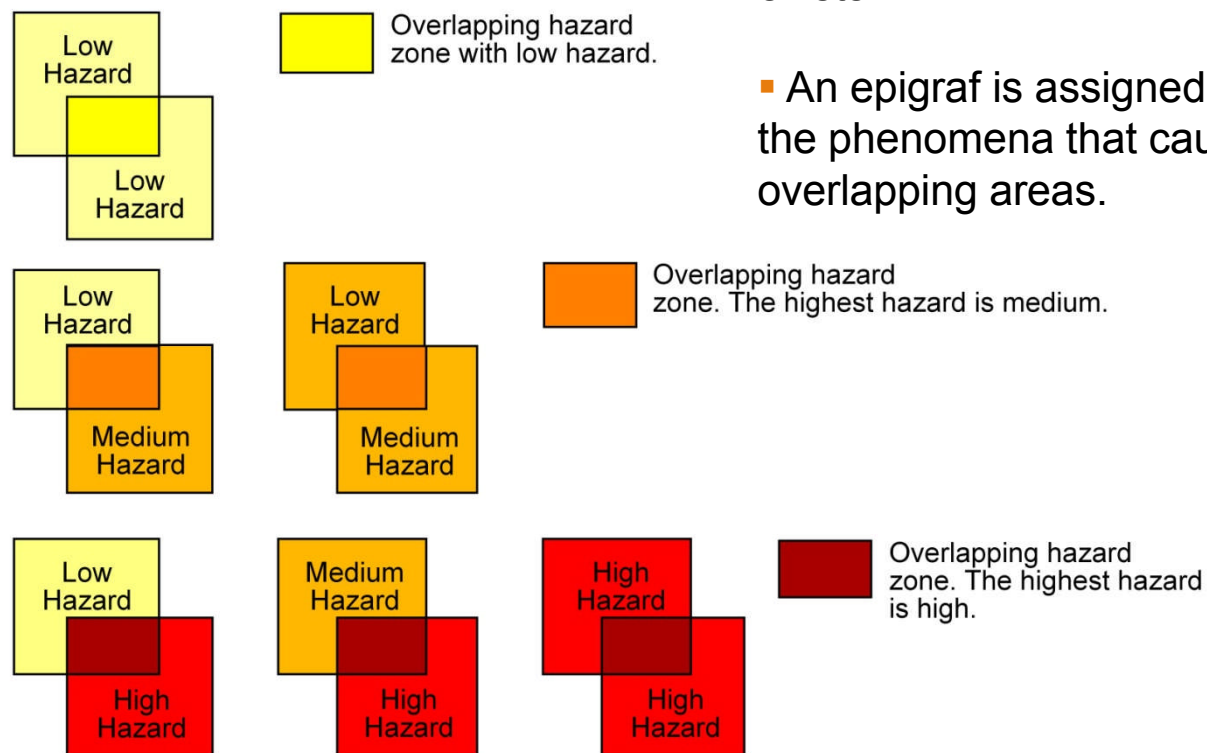 Low
Hazard
Low
Hazard
Overlapping hazard
zone with low hazard.
An epigraf is assigned
the phenomena that cau
overlapping areas.
Low
Hazard
Medium
Hazard
Low
Hazard
Medium
Hazard
Overlapping hazard
zone. The highest hazard is medium.
Low
Hazard
High
Hazard
Medium
Hazard
High
Hazard
High
Hazard
High
Hazard
Overlapping hazard
zone. The highest hazard
is high.